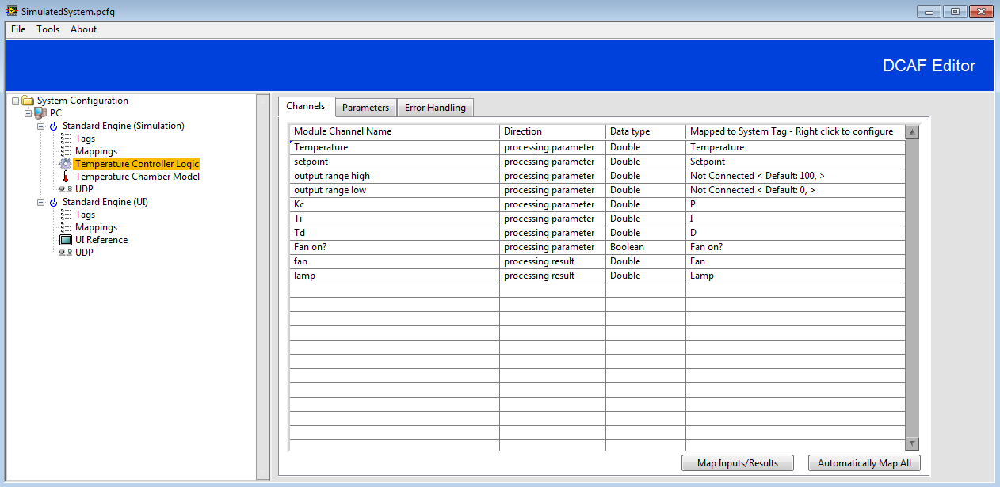 SimulatedSystem.pcfg
File Tools About
DCAF Editor
System Configuration
PC
Standard Engine (Simulation)
Tags
Mappings
Temperature Controller Logic
Temperature Chamber Model
UDP
Standard Engine (UI)
Tags
Mappings
UI Reference
UDP
Channels Parameters Error Handling
Module Channel Name Direction Data type Mapped to System Tag - Right click to configure
Temperature processing parameter Double Temperature
setpoint processing parameter Double Setpoint
output range high processing parameter Double Not Connected < Default: 100, >
output range low processing parameter Double Not Connected < Default: 0, >
Kc processing parameter Double P
Ti processing parameter Double I
Td processing parameter Double D
Fan on? processing parameter Boolean Fan on?
fan processing result Double Fan
lamp processing result Double Lamp
Map Inputs/Results Automatically Map All